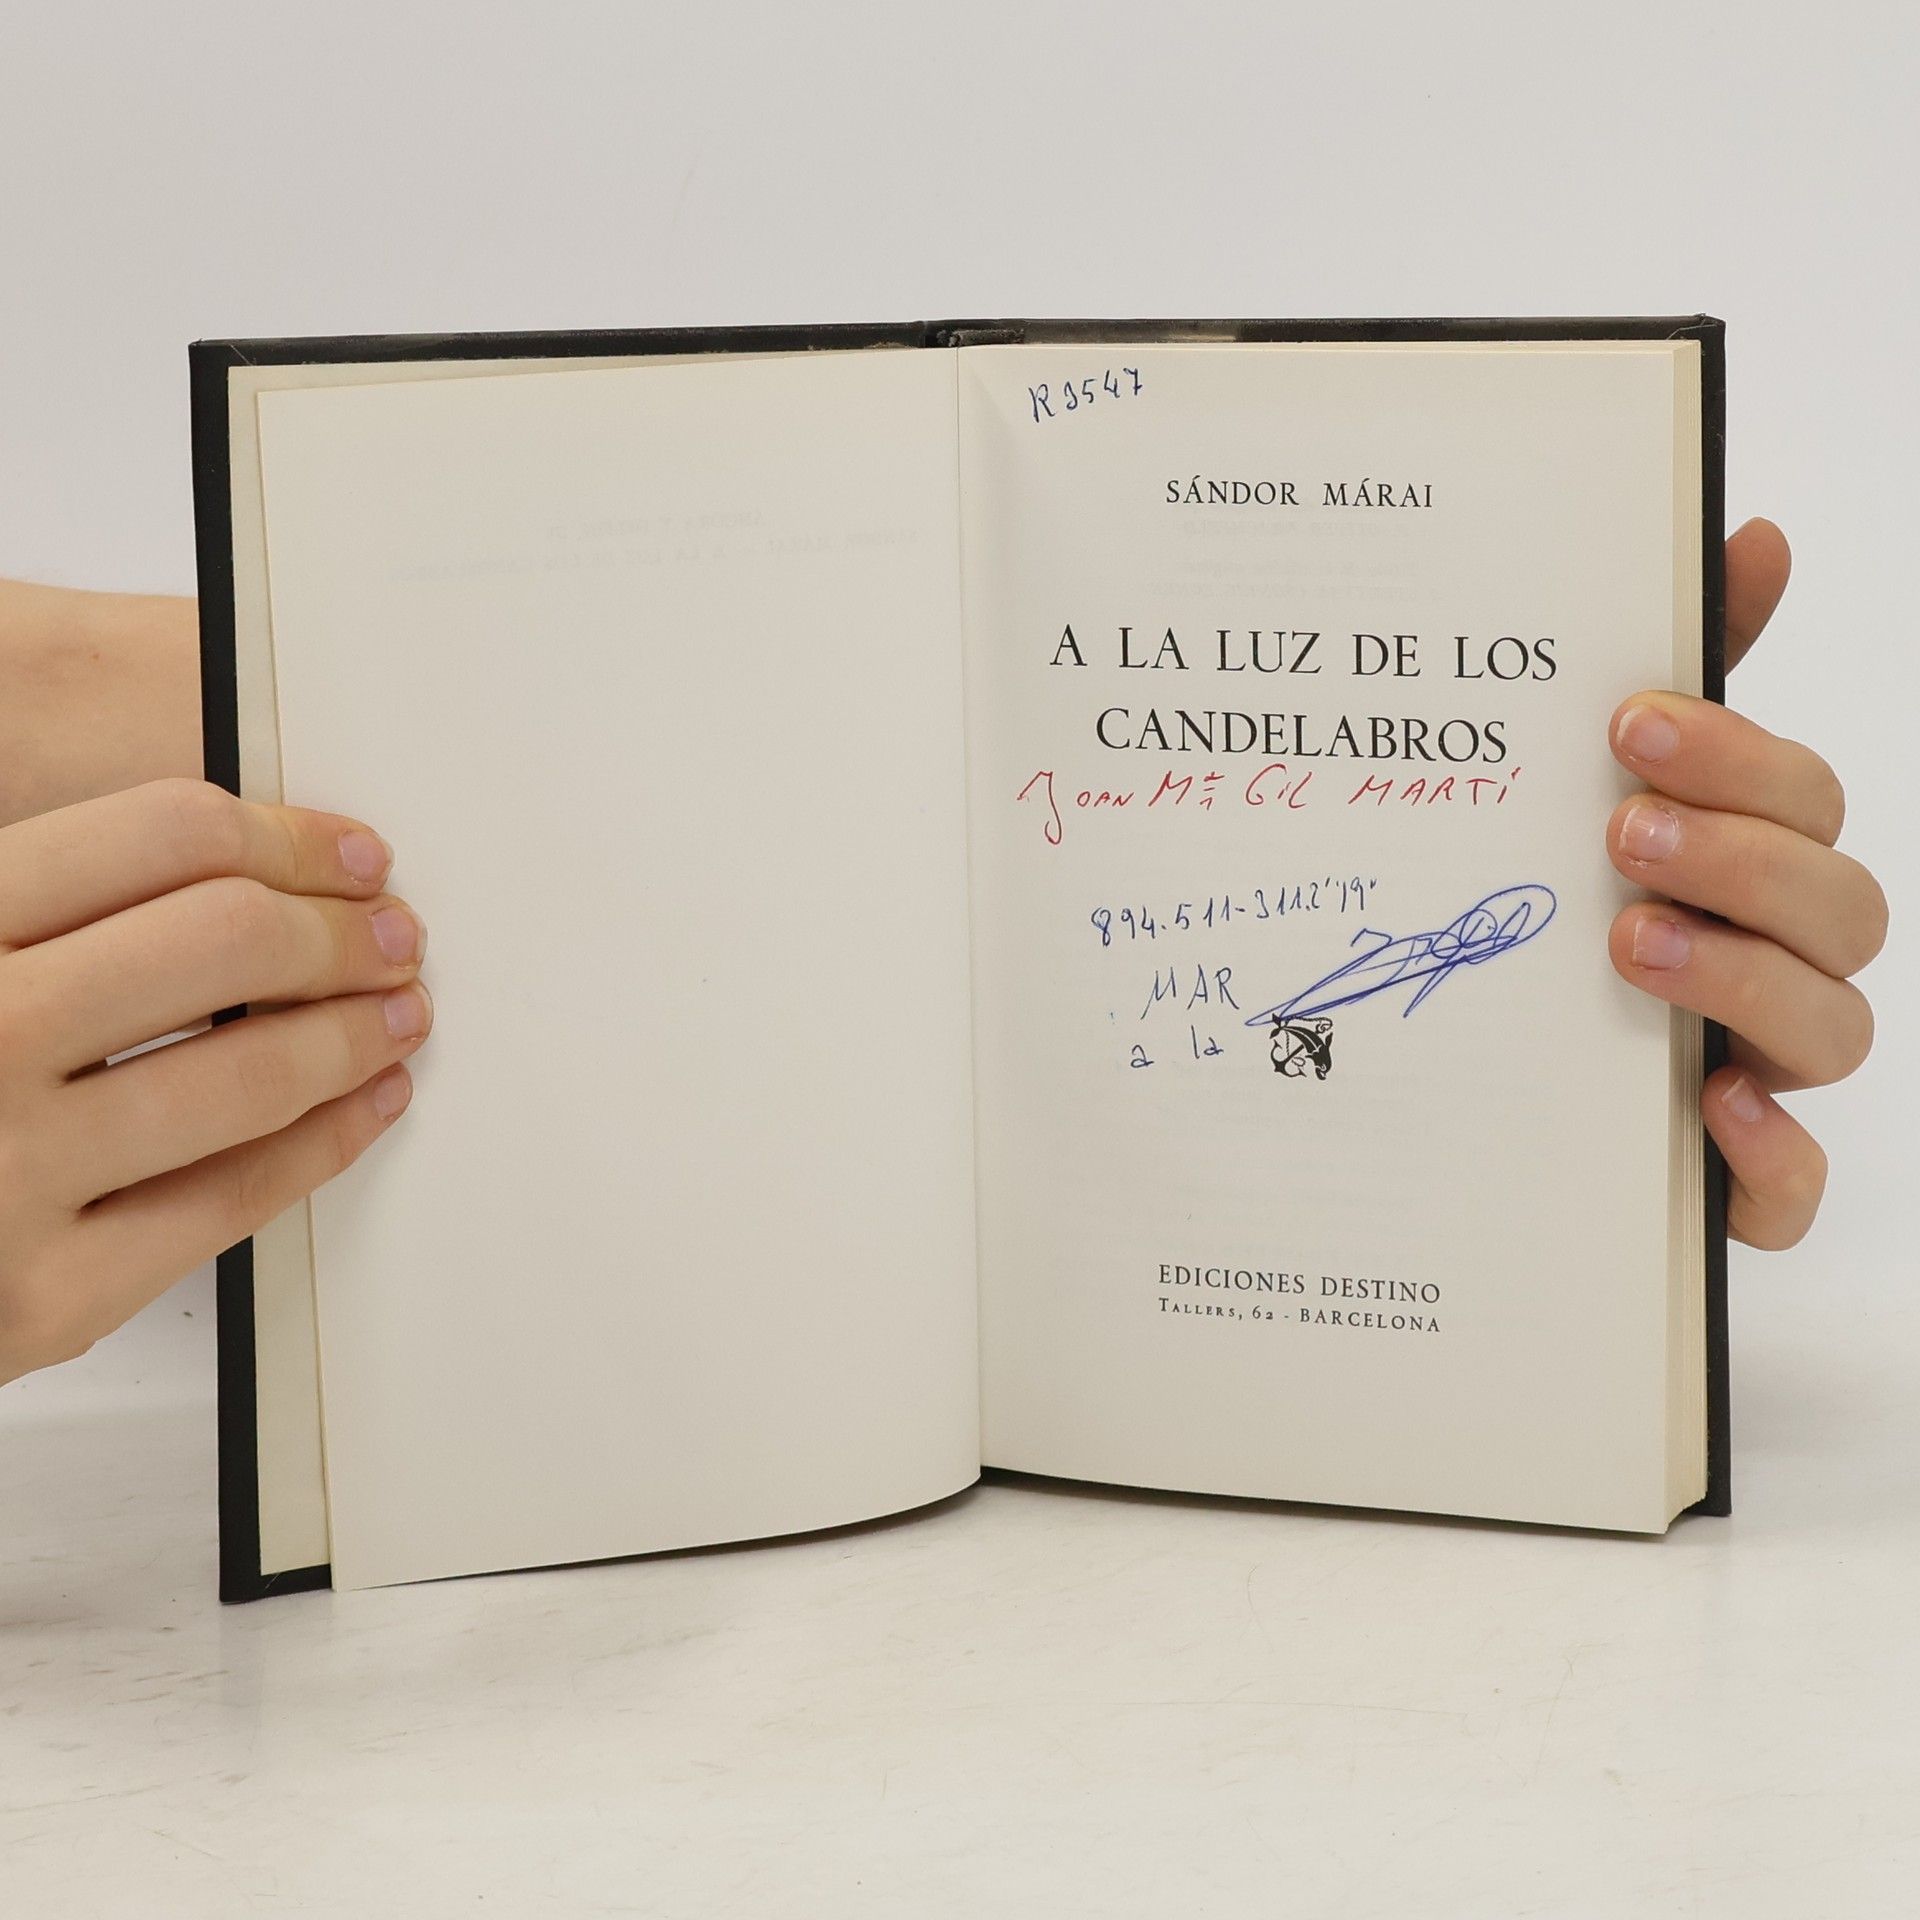 R 3547
SÁNDOR MÁRAI
A LA LUZ DE LOS
CANDELABROS
JOAN Mª GIL MARTÍ
894.511-311.2"19"
MAR
a la
EDICIONES DESTINO
TALLERS, 62 - BARCELONA